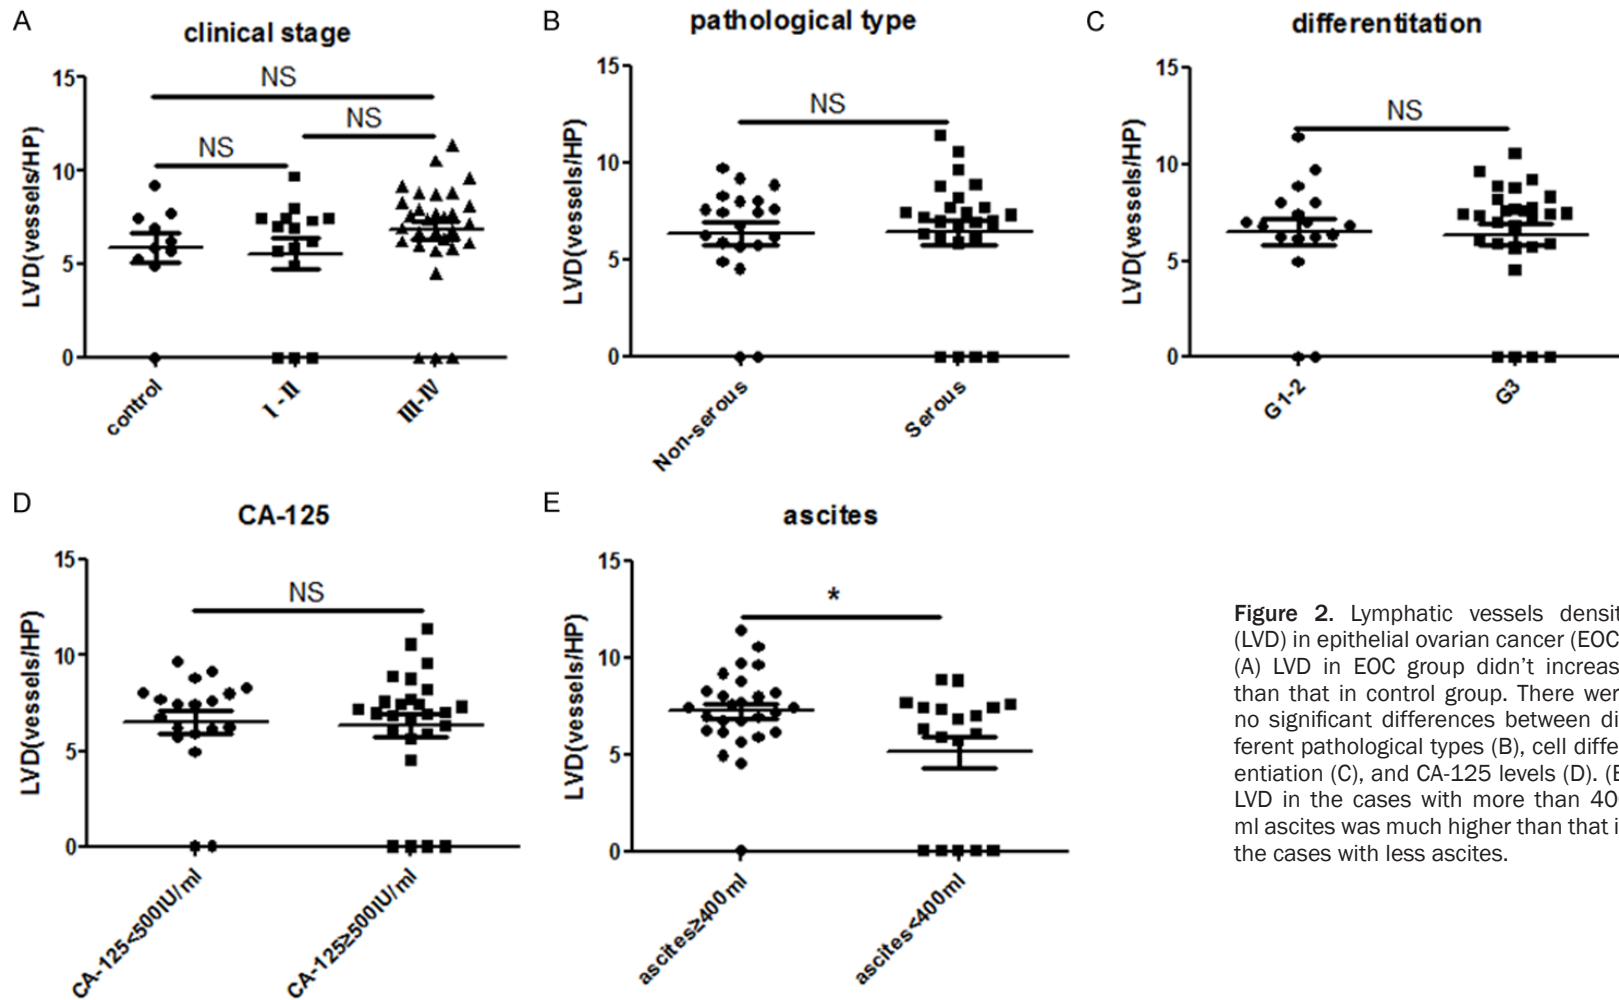 A
clinical stage
NS
NS
NS
LVD(vessels/HP)
15
10
5
0
control
I-II
III-IV
B
pathological type
NS
LVD(vessels/HP)
15
10
5
0
Non-serous
Serous
C
differentitation
NS
LVD(vessels/HP)
15
10
5
0
G1-2
G3
D
CA-125
NS
LVD(vessels/HP)
15
10
5
0
CA-125<500IU/ml
CA-125≥500IU/ml
E
ascites
*
LVD(vessels/HP)
15
10
5
0
ascites≥400ml
ascites<400ml
Figure 2. Lymphatic vessels densit
(LVD) in epithelial ovarian cancer (EOC
(A) LVD in EOC group didn't increas
than that in control group. There wer
no significant differences between di
ferent pathological types (B), cell differ
entiation (C), and CA-125 levels (D). (E
LVD in the cases with more than 40
ml ascites was much higher than that i
the cases with less ascites.